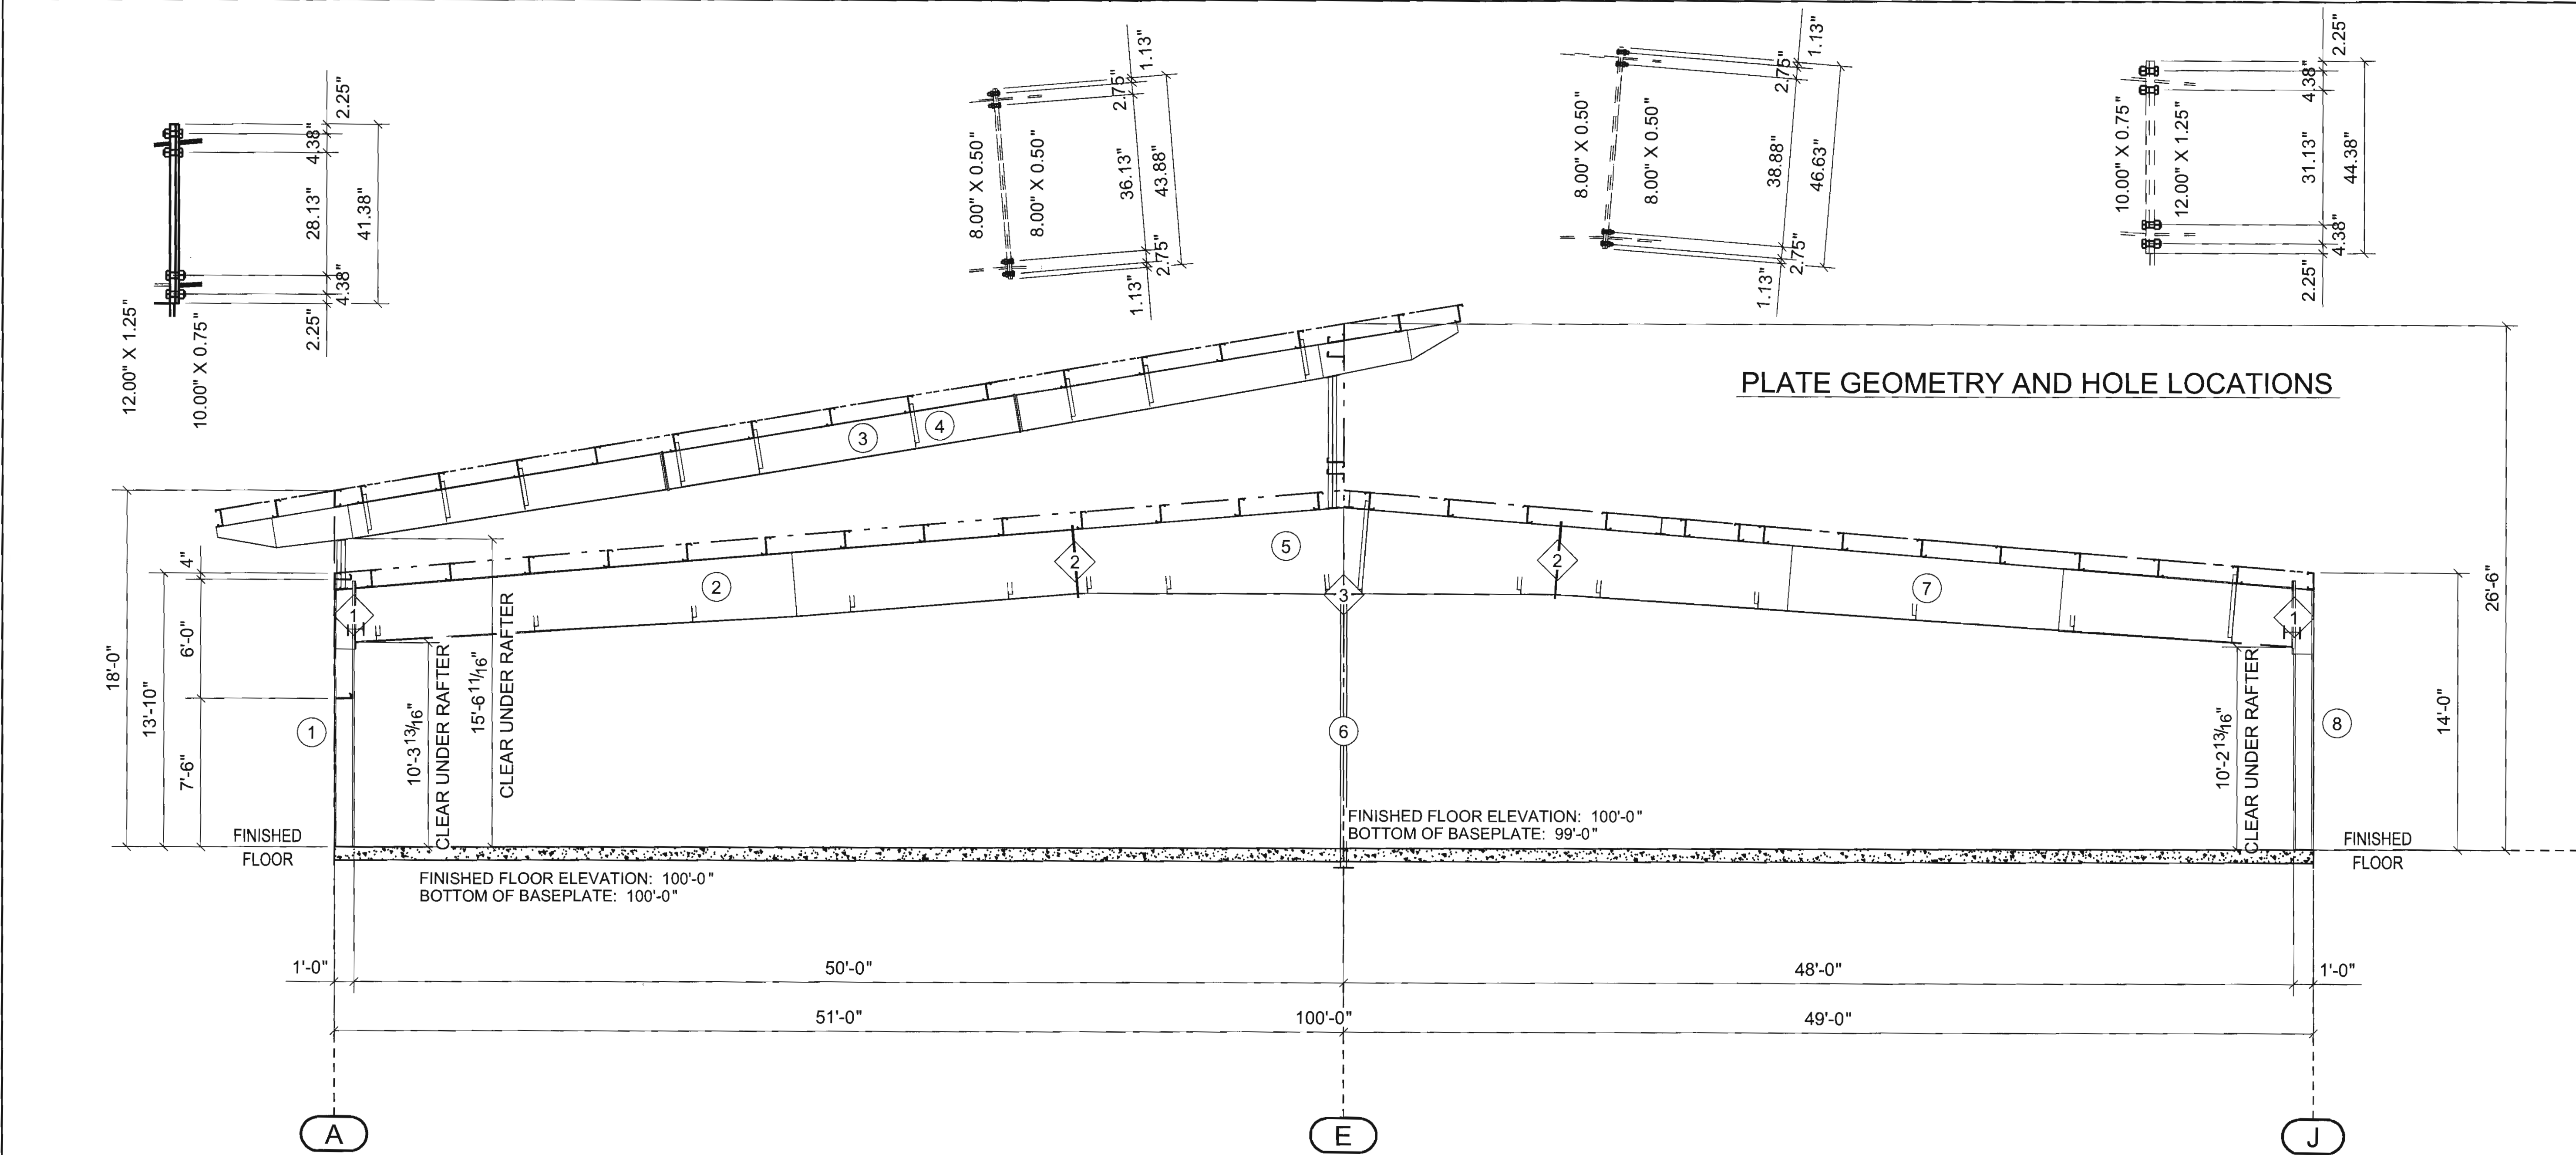 2.25"
4.38"
28.13"
41.38"
4.38"
2.25"
12.00" X 1.25"
10.00" X 0.75"
1.13"
2.75"
8.00" X 0.50"
8.00" X 0.50"
36.13"
43.88"
2.75"
1.13"
1.13"
2.75"
8.00" X 0.50"
8.00" X 0.50"
38.88"
46.63"
2.75"
1.13"
2.25"
4.38"
10.00" X 0.75"
12.00" X 1.25"
31.13"
44.38"
4.38"
2.25"
PLATE GEOMETRY AND HOLE LOCATIONS
3
4
5
2
2
2
7
1
3
1
4"
6'-0"
18'-0"
13'-10"
7'-6"
1
10'-3 13/16"
CLEAR UNDER RAFTER
15'-6 11/16"
CLEAR UNDER RAFTER
6
10'-2 13/16"
CLEAR UNDER RAFTER
8
14'-0"
26'-6"
FINISHED
FLOOR
FINISHED FLOOR ELEVATION: 100'-0"
BOTTOM OF BASEPLATE: 99'-0"
FINISHED
FLOOR
FINISHED FLOOR ELEVATION: 100'-0"
BOTTOM OF BASEPLATE: 100'-0"
1'-0"
50'-0"
48'-0"
1'-0"
51'-0"
100'-0"
49'-0"
A
E
J